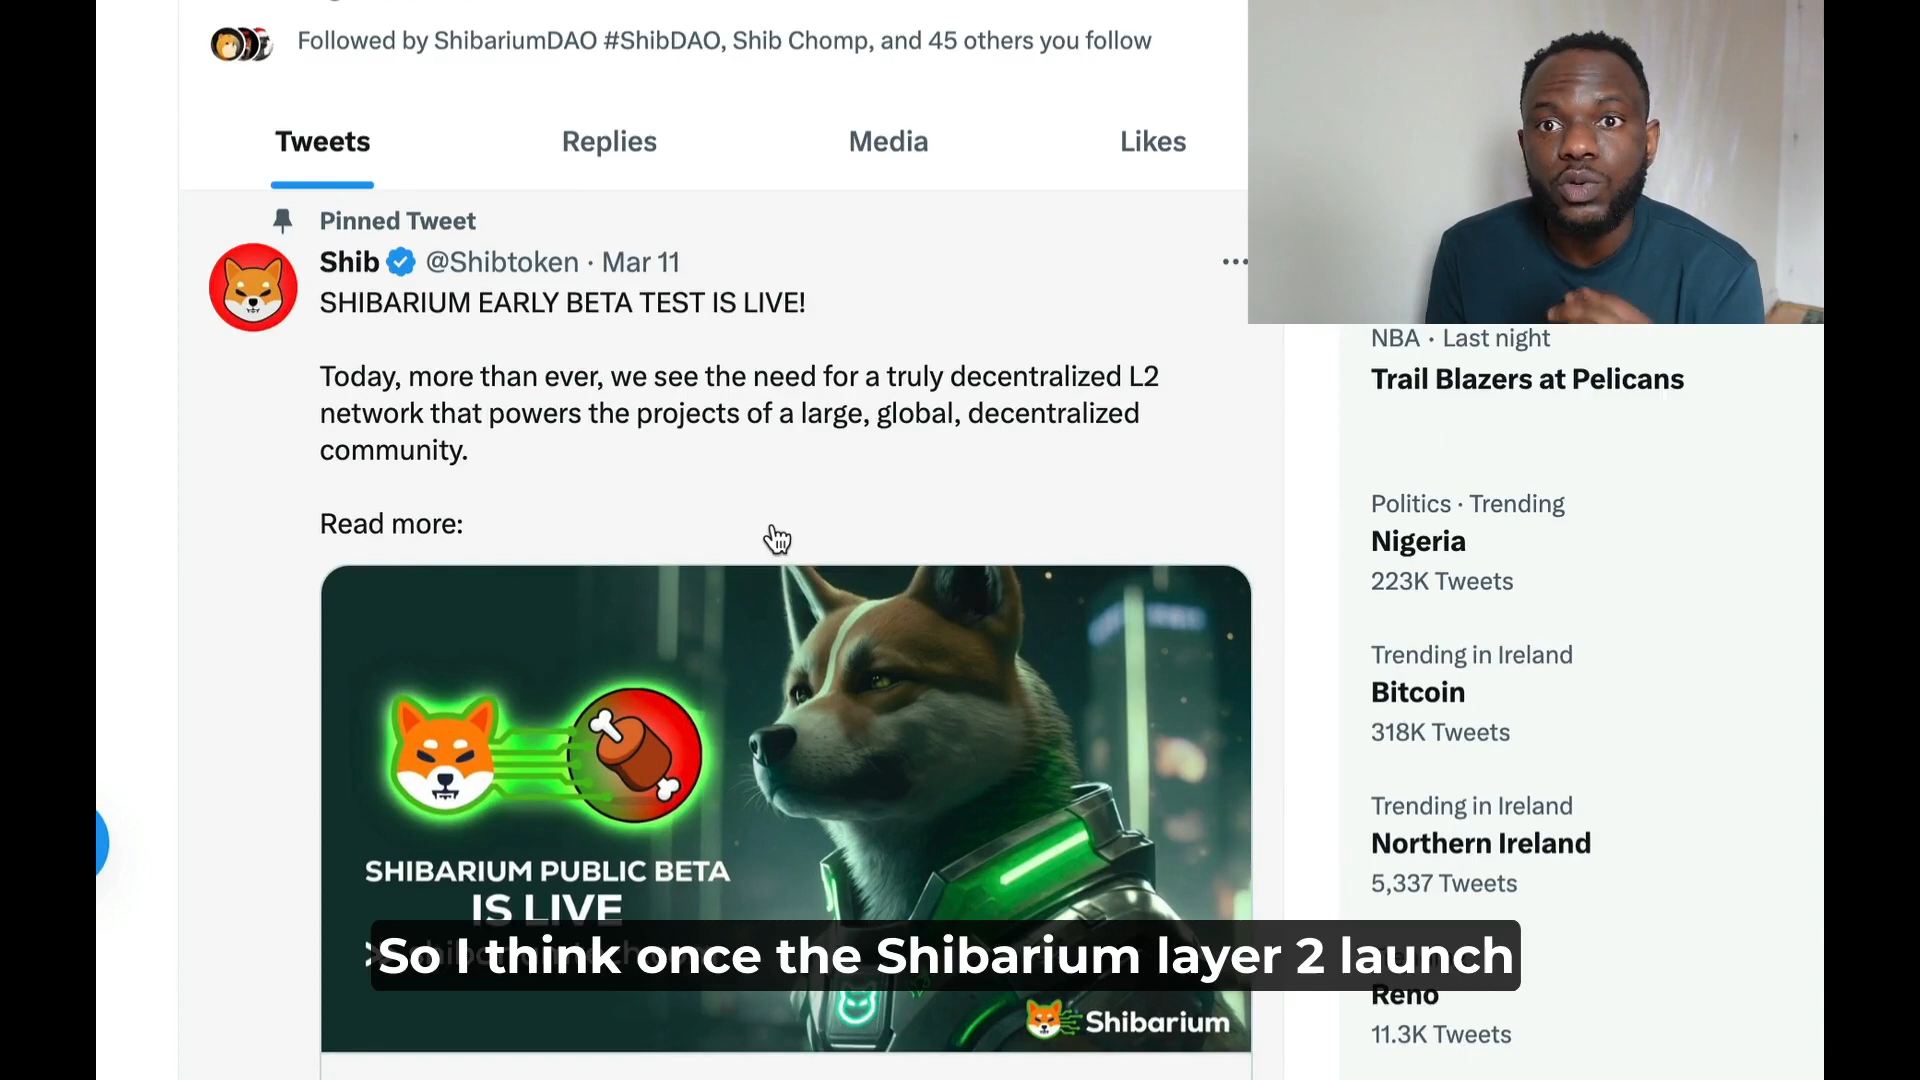 Followed by ShibariumDAO #ShibDAO, Shib Chomp, and 45 others you follow
Tweets
Replies
Media
Likes
Pinned Tweet
Shib @Shibtoken · Mar 11
SHIBARIUM EARLY BETA TEST IS LIVE!
Today, more than ever, we see the need for a truly decentralized L2
network that powers the projects of a large, global, decentralized
community.
Read more:
SHIBARIUM PUBLIC BETA
IS LIVE
Shibarium
So I think once the Shibarium layer 2 launch
NBA · Last night
Trail Blazers at Pelicans
Politics · Trending
Nigeria
223K Tweets
Trending in Ireland
Bitcoin
318K Tweets
Trending in Ireland
Northern Ireland
5,337 Tweets
Reno
11.3K Tweets